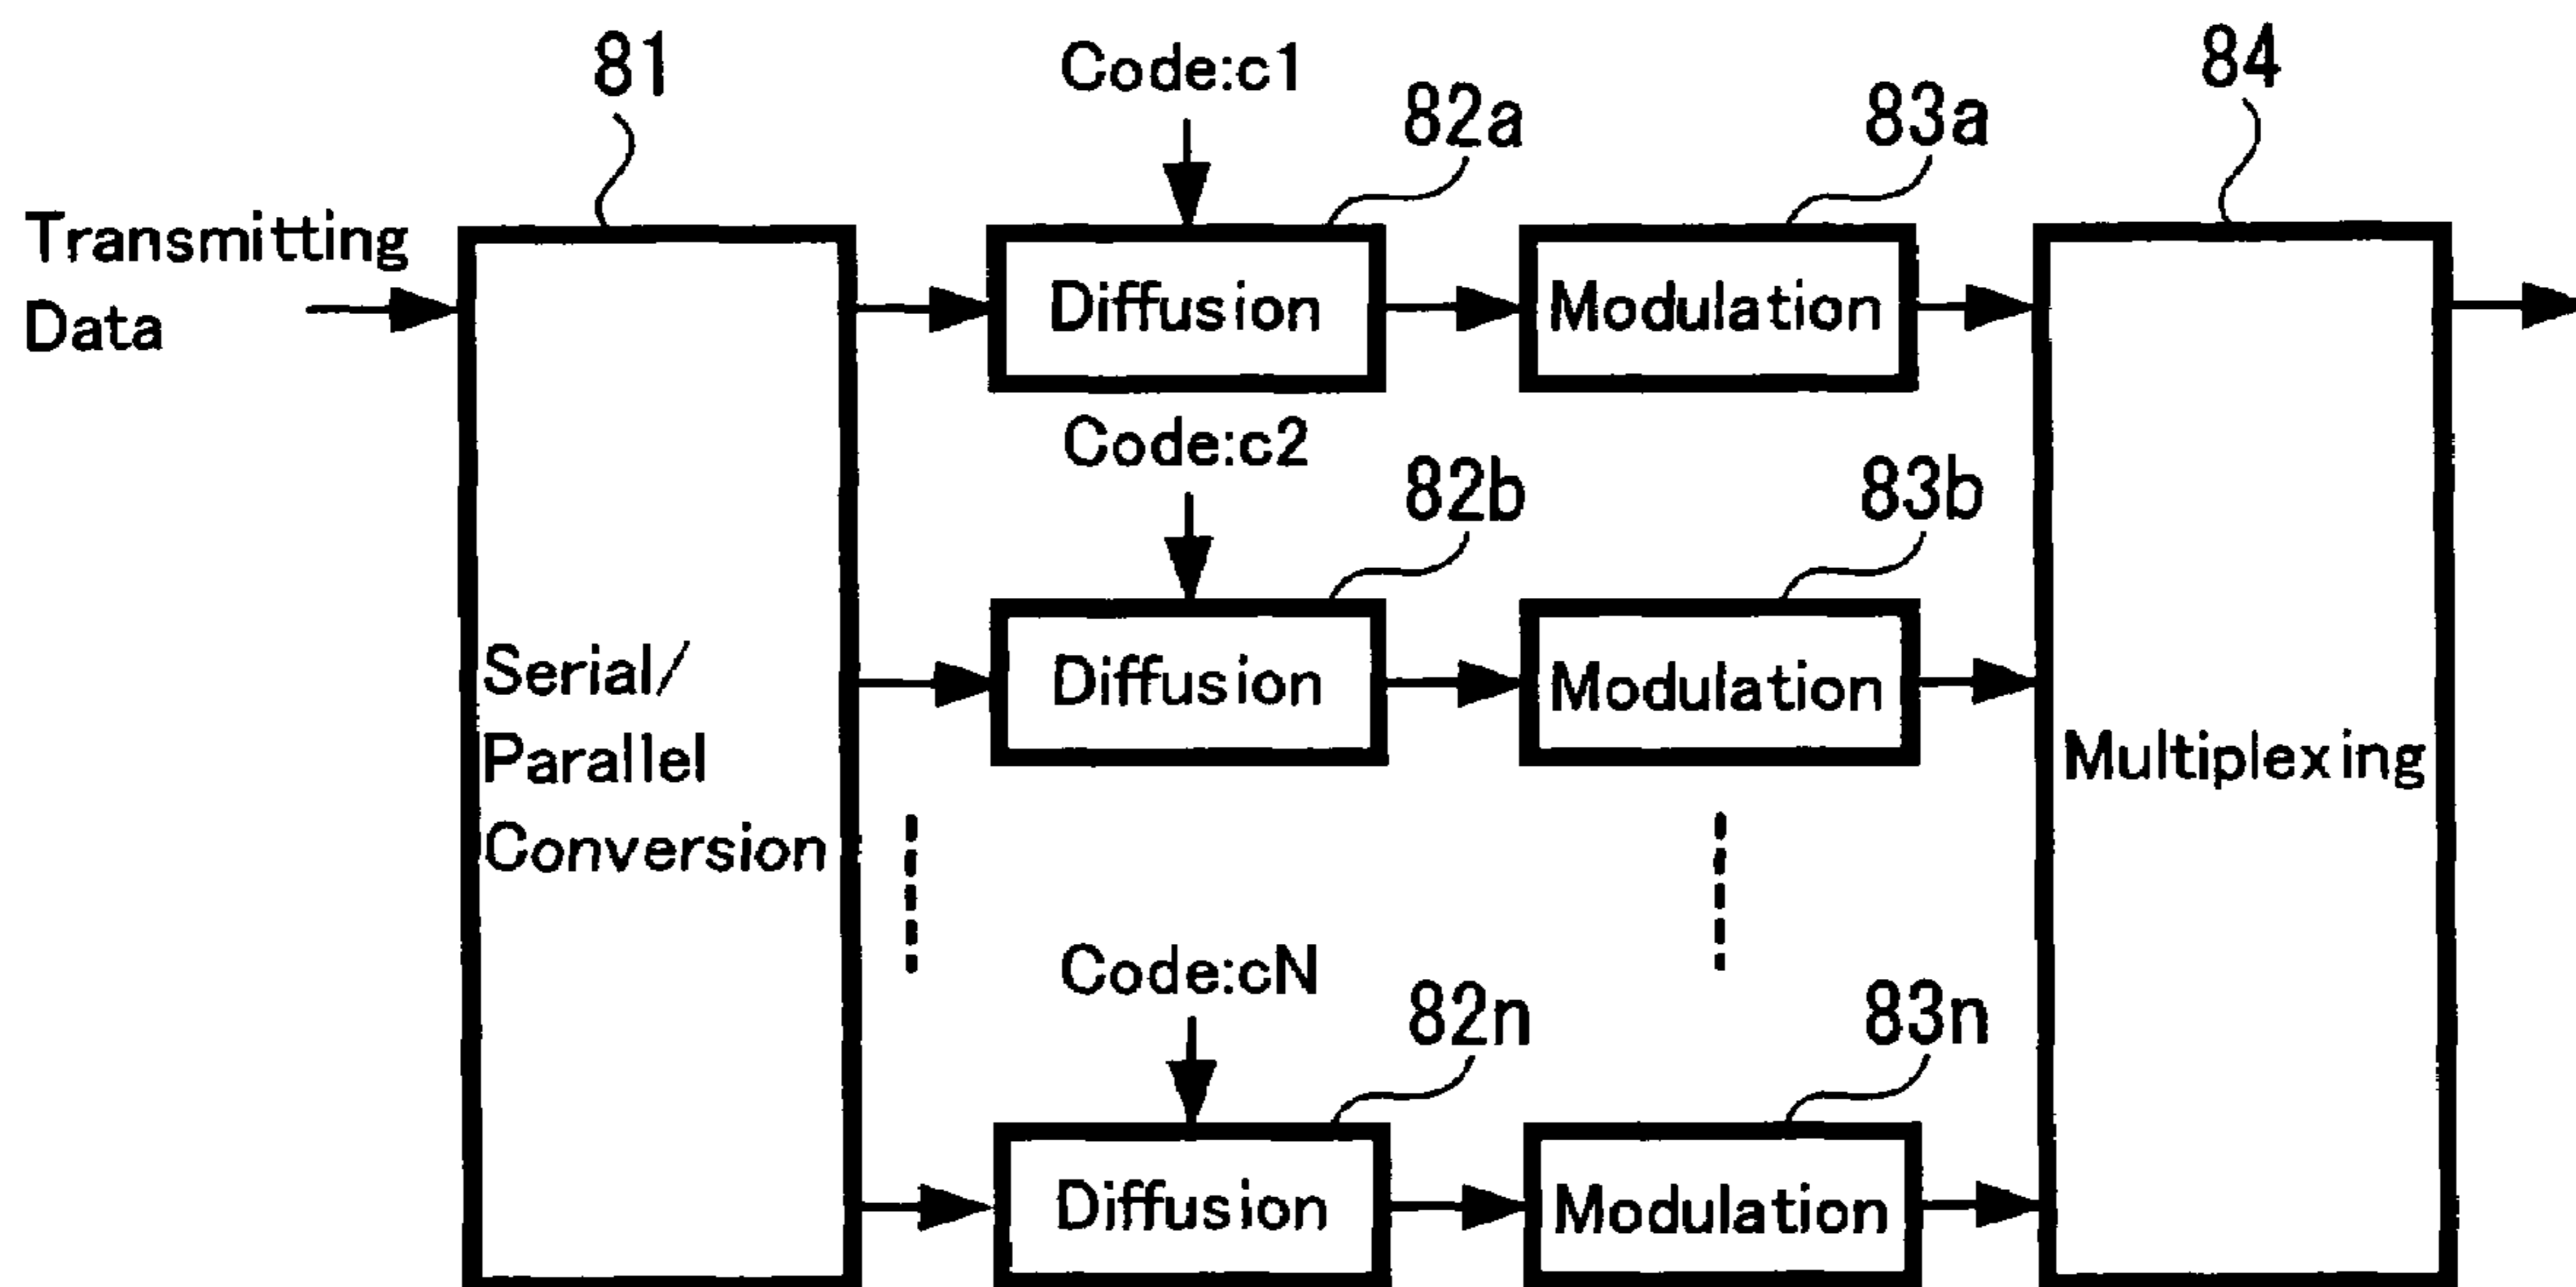 81
Code:c1
82a
83a
84
Transmitting
Data
Diffusion
Modulation
Code:c2
82b
83b
Serial/
Parallel
Conversion
Diffusion
Modulation
Multiplexing
Code:cN
82n
83n
Diffusion
Modulation